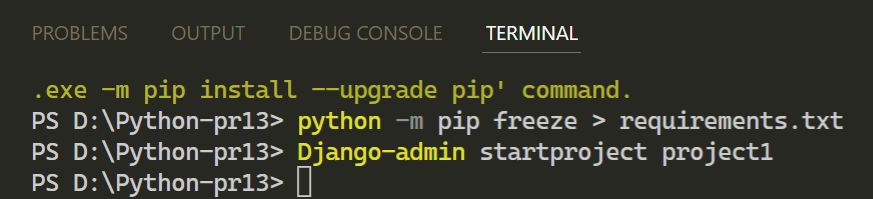 PROBLEMS OUTPUT DEBUG CONSOLE TERMINAL
.exe -m pip install --upgrade pip' command.
PS D:\Python-pr13> python -m pip freeze > requirements.txt
PS D:\Python-pr13> Django-admin startproject project1
PS D:\Python-pr13>